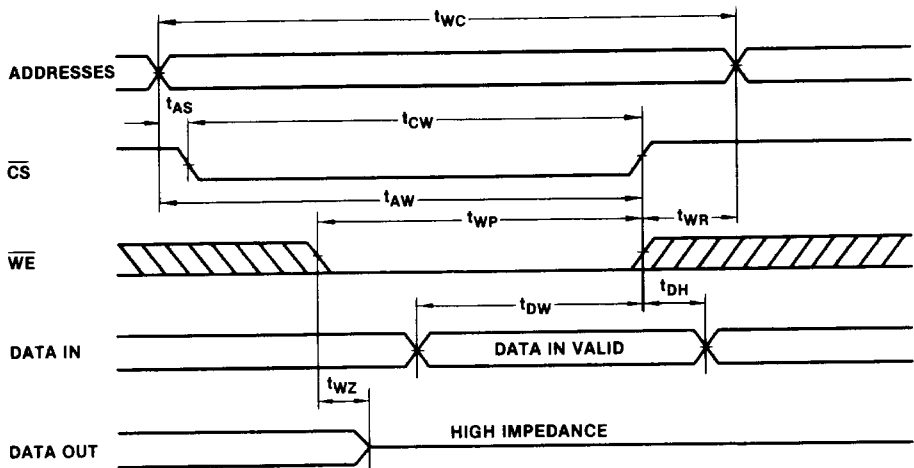 tWC
ADDRESSES
tAS
tCW
CS
tAW
tWP
tWR
WE
tDW
tDH
DATA IN
DATA IN VALID
tWZ
HIGH IMPEDANCE
DATA OUT